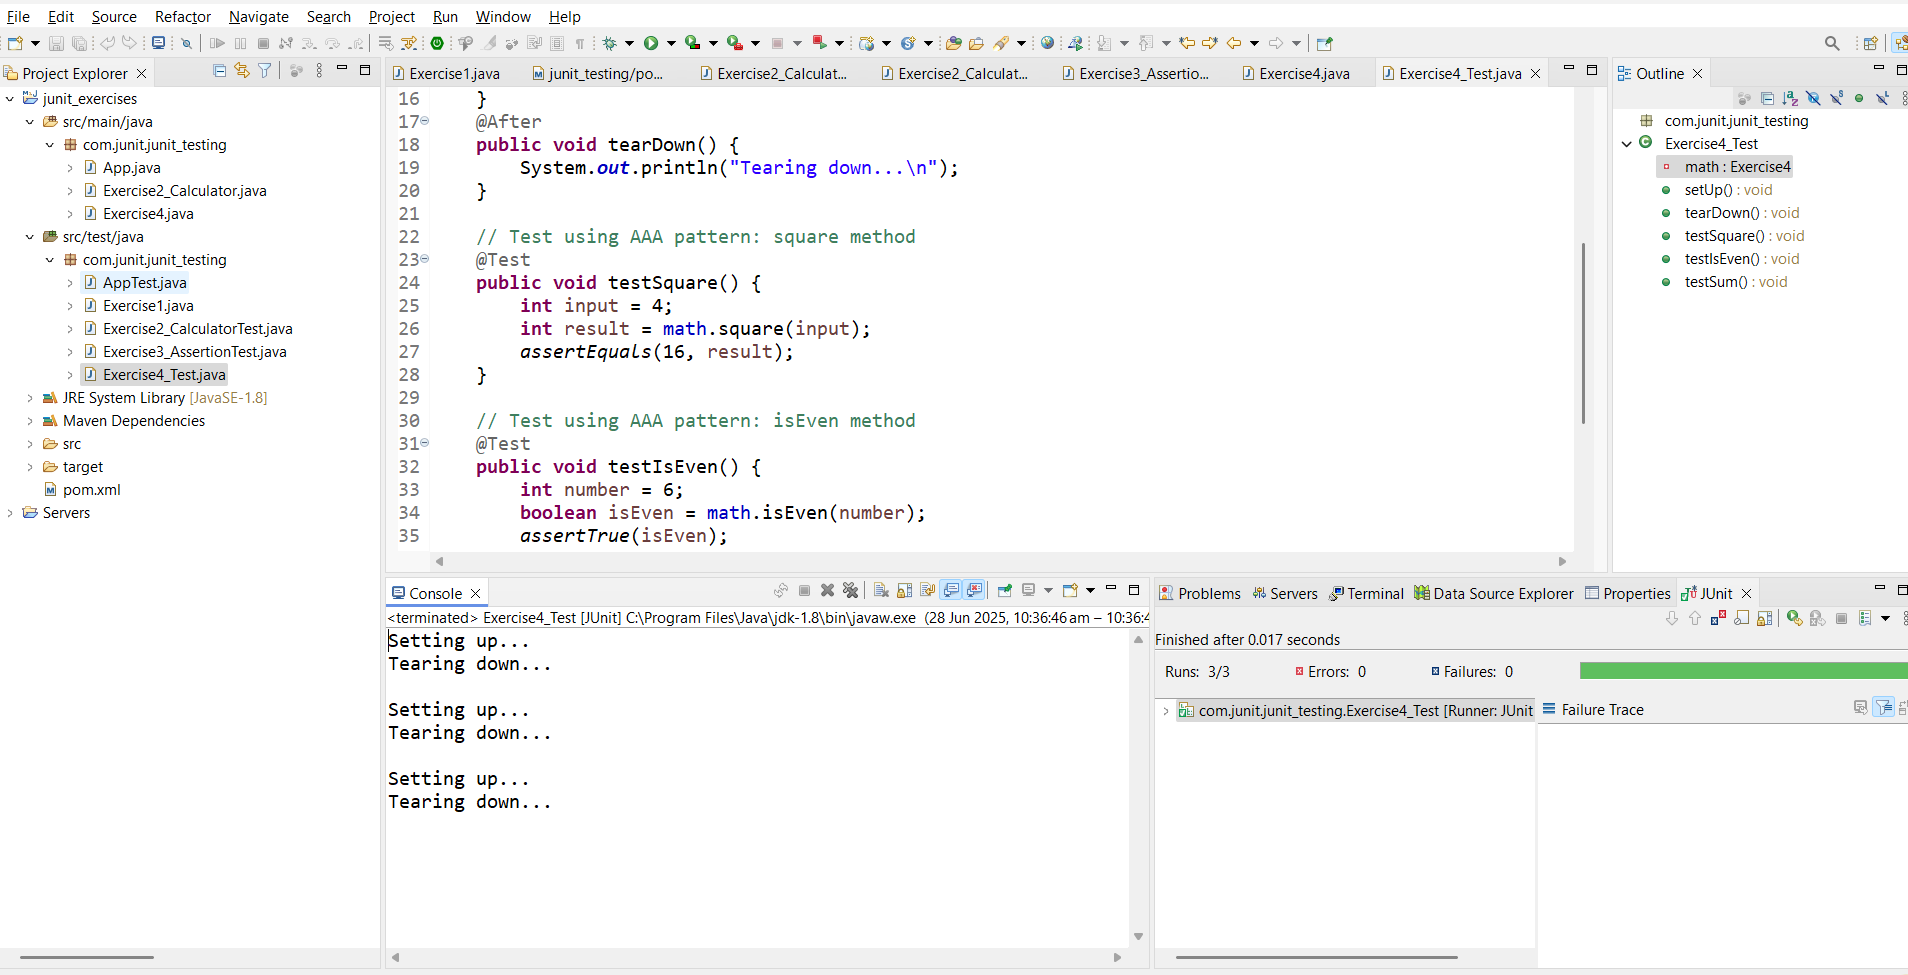 File Edit Source Refactor Navigate Search Project Run Window Help
Project Explorer
junit_exercises
src/main/java
com.junit.junit_testing
App.java
Exercise2_Calculator.java
Exercise4.java
src/test/java
com.junit.junit_testing
AppTest.java
Exercise1.java
Exercise2_CalculatorTest.java
Exercise3_AssertionTest.java
Exercise4_Test.java
JRE System Library [JavaSE-1.8]
Maven Dependencies
src
target
pom.xml
Servers
Exercise1.java junit_testing/po... Exercise2_Calculat... Exercise2_Calculat... Exercise3_Assertio... Exercise4.java Exercise4_Test.java
16 }
17 @After
18 public void tearDown() {
19 System.out.println("Tearing down...\n");
20 }
21
22 // Test using AAA pattern: square method
23 @Test
24 public void testSquare() {
25 int input = 4;
26 int result = math.square(input);
27 assertEquals(16, result);
28 }
29
30 // Test using AAA pattern: isEven method
31 @Test
32 public void testIsEven() {
33 int number = 6;
34 boolean isEven = math.isEven(number);
35 assertTrue(isEven);
Outline
com.junit.junit_testing
Exercise4_Test
math : Exercise4
setUp() : void
tearDown() : void
testSquare() : void
testIsEven() : void
testSum() : void
Console
<terminated> Exercise4_Test [JUnit] C:\Program Files\Java\jdk-1.8\bin\javaw.exe (28 Jun 2025, 10:36:46 am – 10:36:4
Setting up...
Tearing down...
Setting up...
Tearing down...
Setting up...
Tearing down...
Problems Servers Terminal Data Source Explorer Properties JUnit
Finished after 0.017 seconds
Runs: 3/3 Errors: 0 Failures: 0
com.junit.junit_testing.Exercise4_Test [Runner: JUnit
Failure Trace